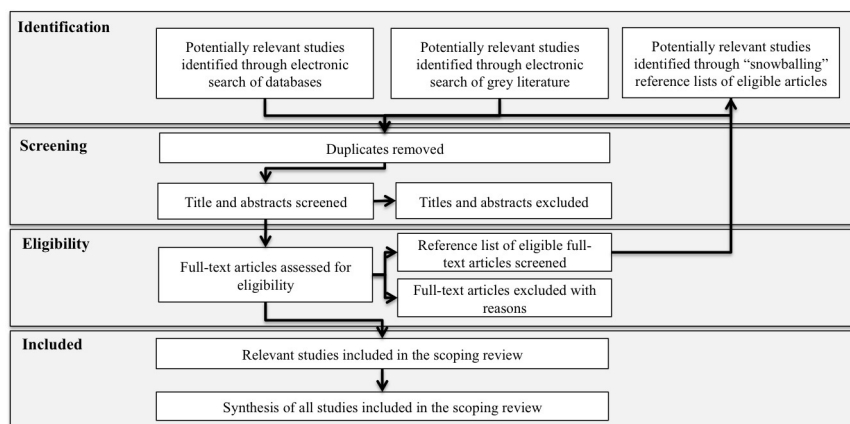 Identification
Potentially relevant studies
identified through electronic
search of databases
Potentially relevant studies
identified through electronic
search of grey literature
Potentially relevant studies
identified through “snowballing”
reference lists of eligible articles
Screening
Duplicates removed
Title and abstracts screened
Titles and abstracts excluded
Eligibility
Full-text articles assessed for
eligibility
Reference list of eligible full-
text articles screened
Full-text articles excluded with
reasons
Included
Relevant studies included in the scoping review
Synthesis of all studies included in the scoping review